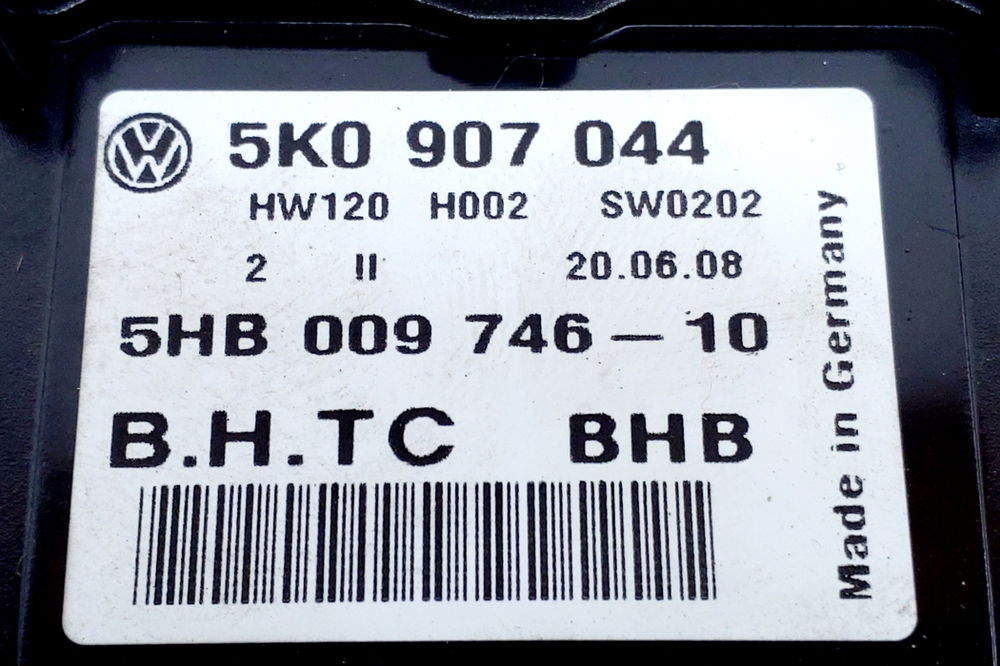 5K0 907 044
HW120 H002 SW0202
2 II 20.06.08
5HB 009 746 – 10
B.H.TC BHB
Made in Germany